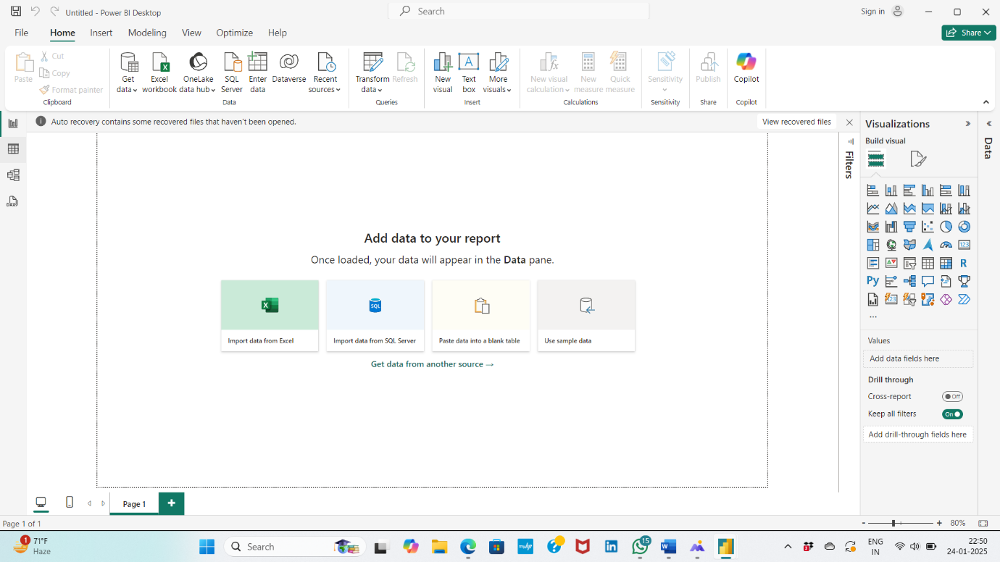 Untitled - Power BI Desktop
Search
Sign in
File
Home
Insert
Modeling
View
Optimize
Help
Share
Paste
Cut
Copy
Format painter
Clipboard
Get data
Excel workbook
OneLake data hub
SQL Server
Enter data
Dataverse
Recent sources
Data
Transform data
Refresh
Queries
New visual
Text box
More visuals
Insert
New visual calculation
New measure
Quick measure
Calculations
Sensitivity
Sensitivity
Publish
Share
Copilot
Copilot
Auto recovery contains some recovered files that haven't been opened.
View recovered files
Filters
Visualizations
Build visual
Data
Add data to your report
Once loaded, your data will appear in the Data pane.
Import data from Excel
SQL
Import data from SQL Server
Paste data into a blank table
Use sample data
Get data from another source →
123
R
Py
Values
Add data fields here
Drill through
Cross-report
Off
Keep all filters
On
Add drill-through fields here
DAX
Page 1
Page 1 of 1
- + 80%
1
71°F
Haze
Search
myhp
15
ENG
IN
22:50
24-01-2025